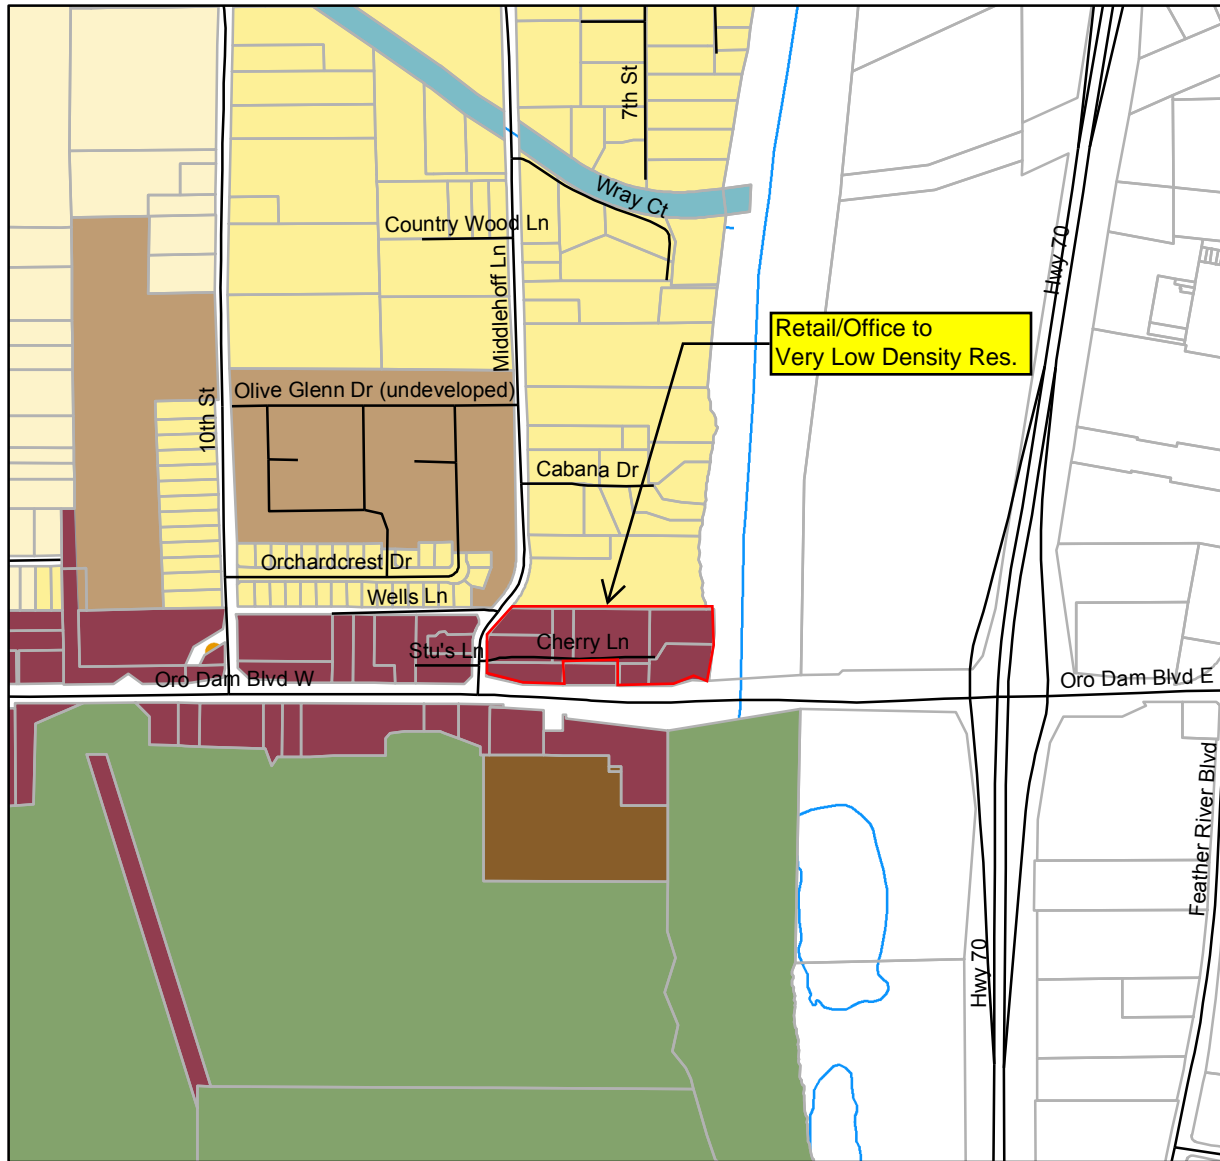 7th St
Wray Ct
Country Wood Ln
Middlehoff Ln
Hwy 70
Retail/Office to
Very Low Density Res.
Olive Glenn Dr (undeveloped)
10th St
Cabana Dr
Orchardcrest Dr
Wells Ln
Stu's Ln
Cherry Ln
Oro Dam Blvd W
Oro Dam Blvd E
Feather River Blvd
Hwy 70